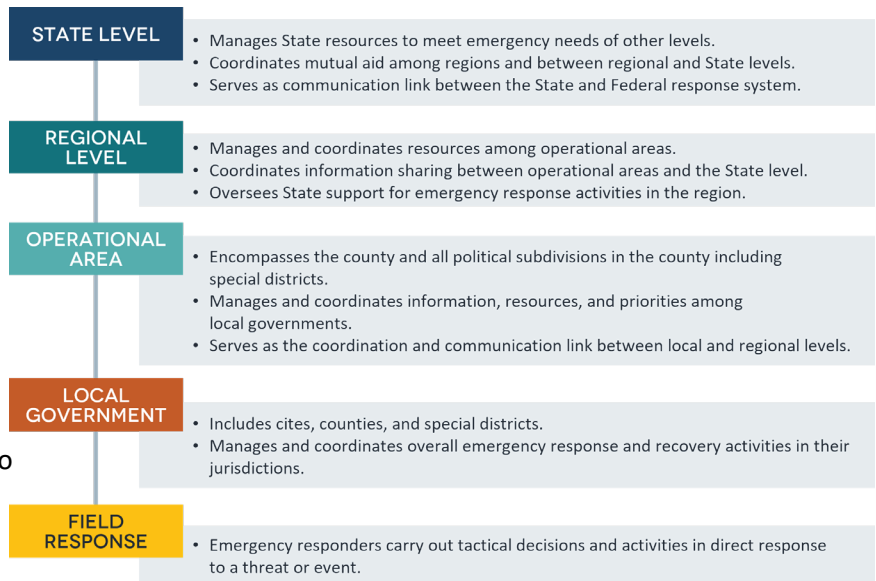 STATE LEVEL
• Manages State resources to meet emergency needs of other levels.
• Coordinates mutual aid among regions and between regional and State levels.
• Serves as communication link between the State and Federal response system.
REGIONAL
LEVEL
• Manages and coordinates resources among operational areas.
• Coordinates information sharing between operational areas and the State level.
• Oversees State support for emergency response activities in the region.
OPERATIONAL
AREA
• Encompasses the county and all political subdivisions in the county including
special districts.
• Manages and coordinates information, resources, and priorities among
local governments.
• Serves as the coordination and communication link between local and regional levels.
LOCAL
GOVERNMENT
• Includes cites, counties, and special districts.
• Manages and coordinates overall emergency response and recovery activities in their
jurisdictions.
o
FIELD
RESPONSE
• Emergency responders carry out tactical decisions and activities in direct response
to a threat or event.